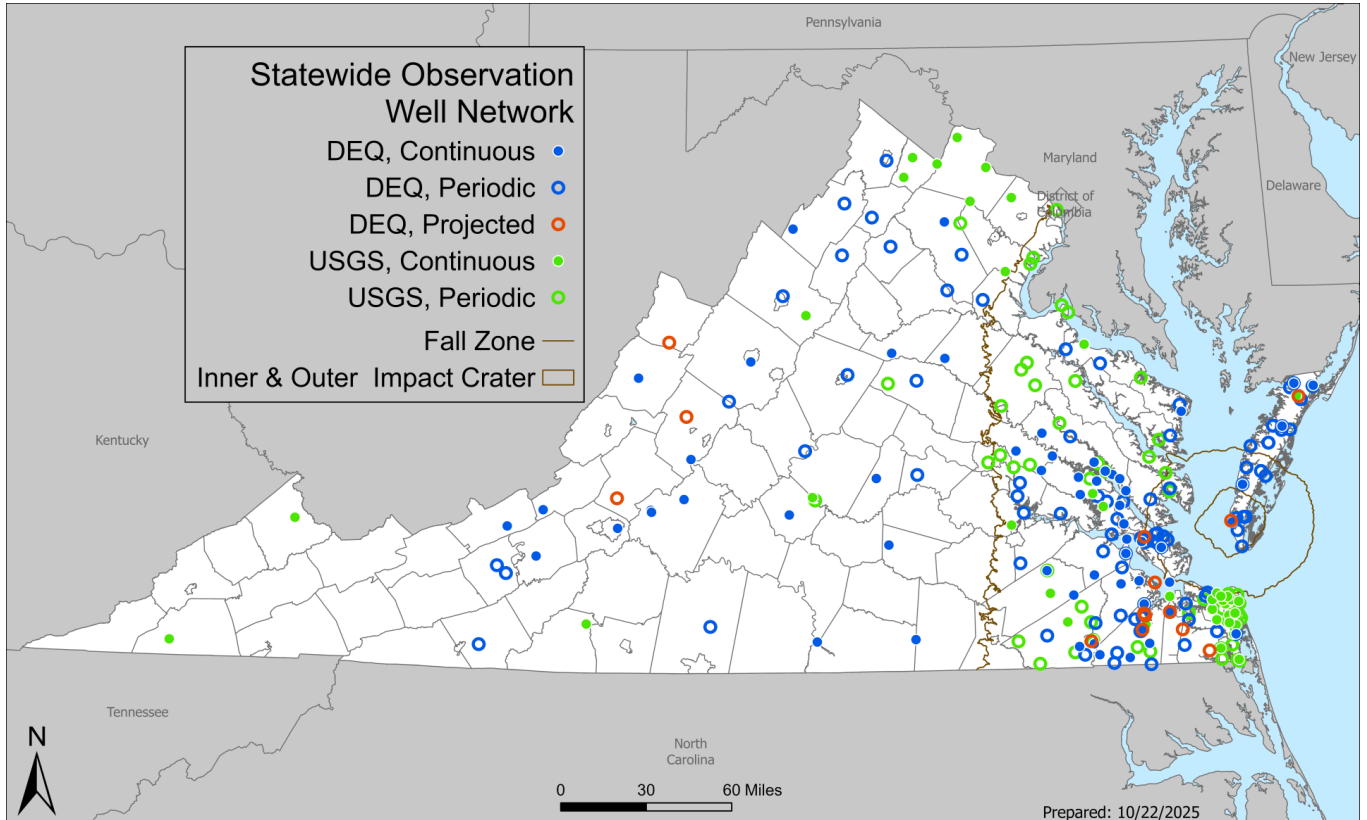 Pennsylvania
New Jersey
Statewide Observation
Well Network
DEQ, Continuous
DEQ, Periodic
DEQ, Projected
USGS, Continuous
USGS, Periodic
Fall Zone
Inner & Outer Impact Crater
Maryland
District of
Columbia
Delaware
Kentucky
Tennessee
North
Carolina
N
0 30 60 Miles
Prepared: 10/22/2025